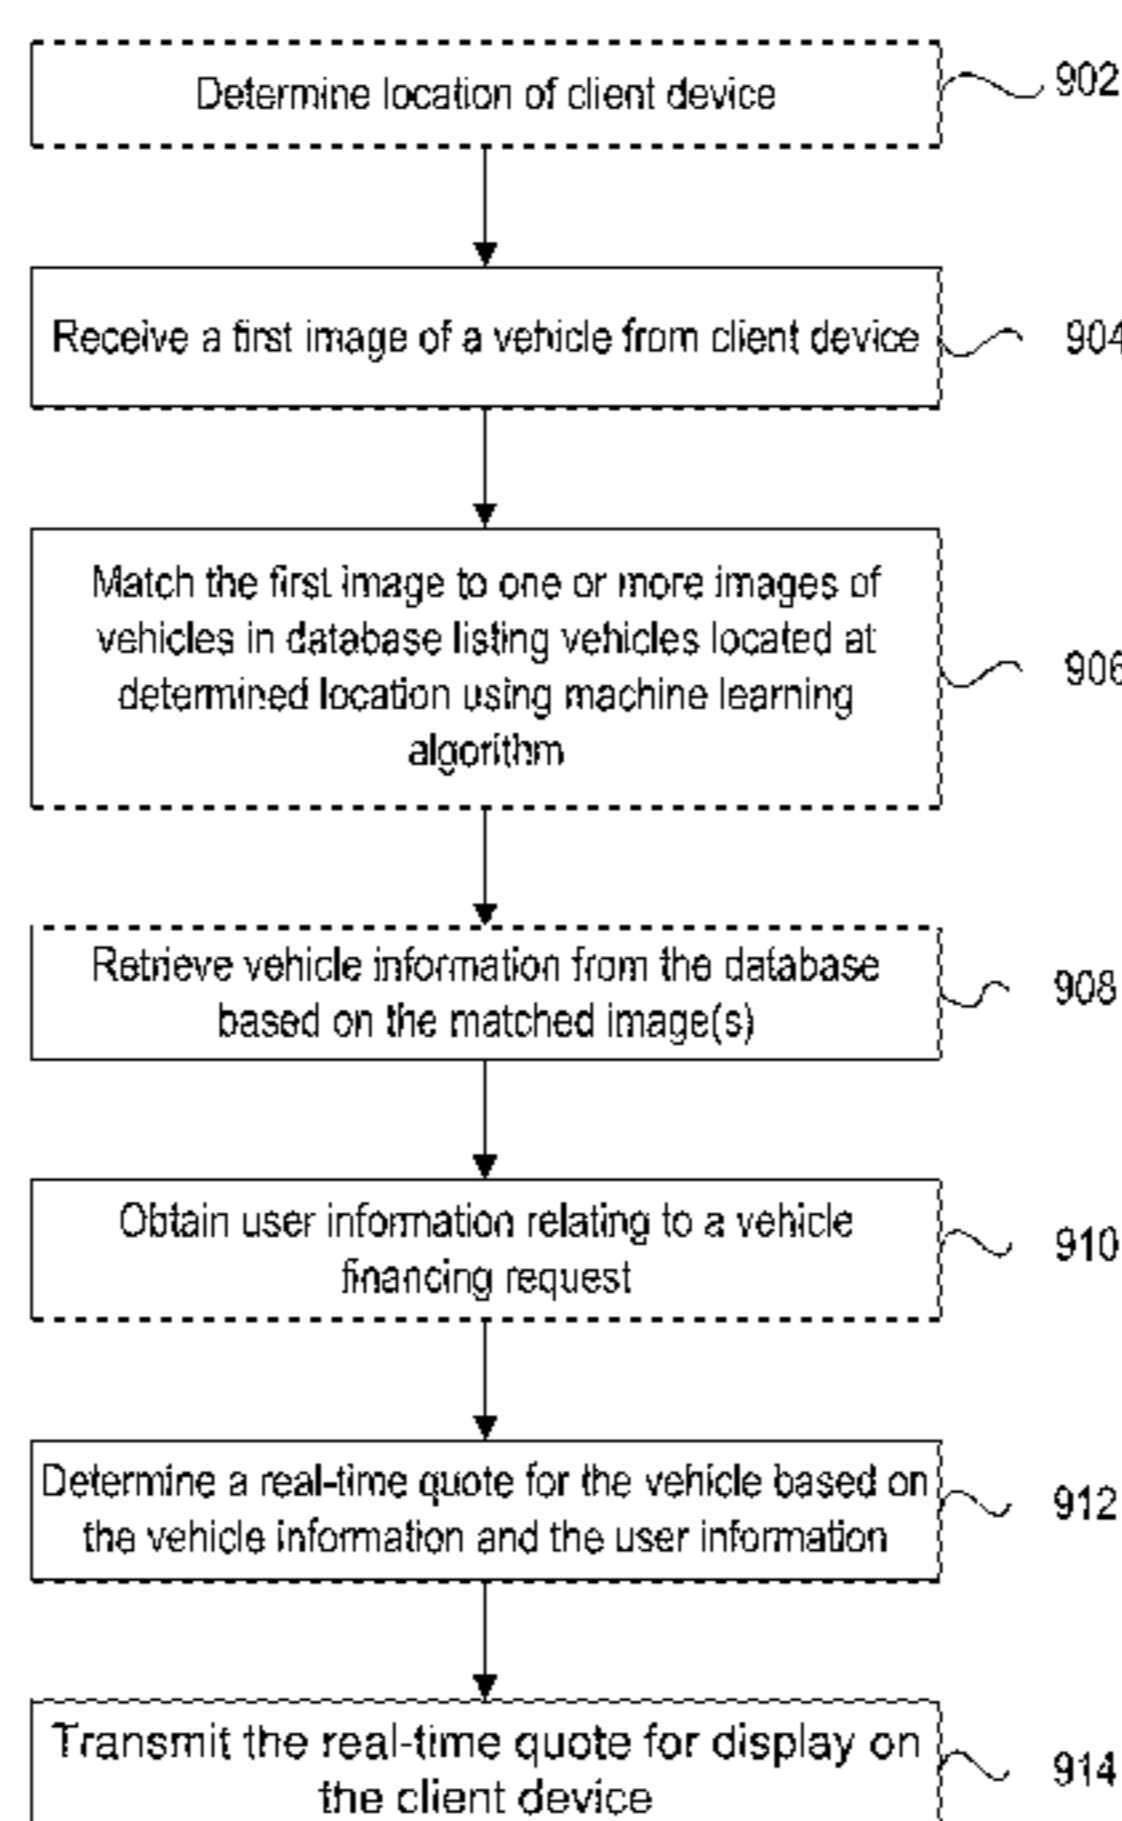 Determine location of client device
902
Receive a first image of a vehicle from client device
904
Match the first image to one or more images of
vehicles in database listing vehicles located at
determined location using machine learning
algorithm
906
Retrieve vehicle information from the database
based on the matched image(s)
908
Obtain user information relating to a vehicle
financing request
910
Determine a real-time quote for the vehicle based on
the vehicle information and the user information
912
Transmit the real-time quote for display on
the client device
914